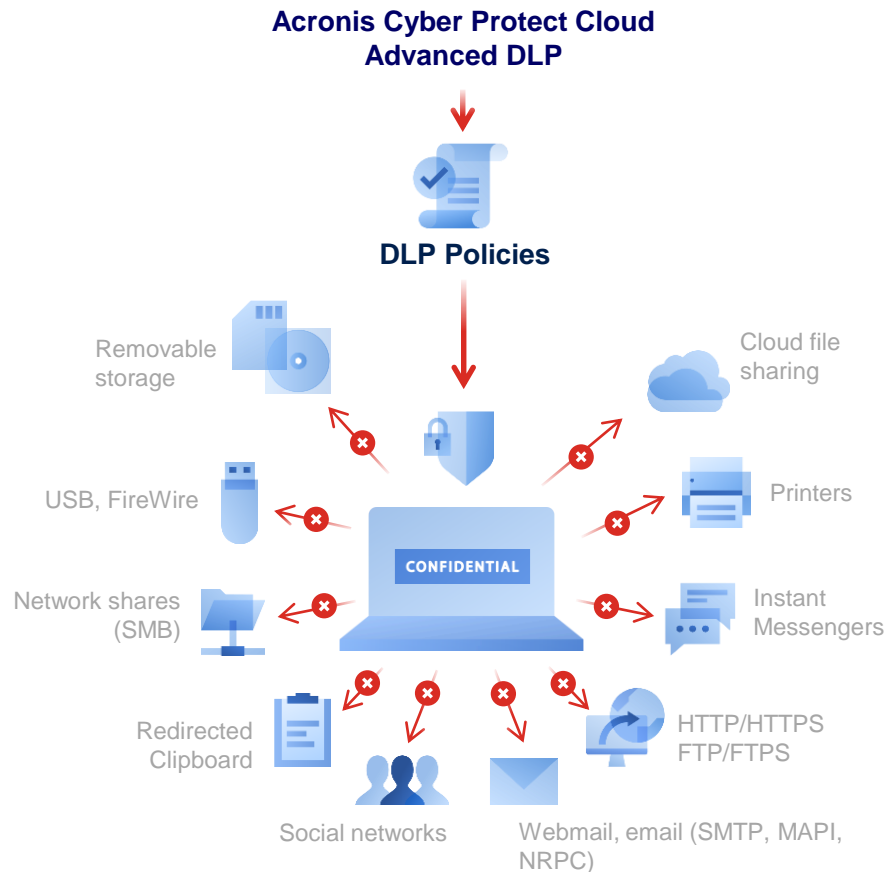 Acronis Cyber Protect Cloud
Advanced DLP
DLP Policies
Removable
storage
Cloud file
sharing
USB, FireWire
Printers
CONFIDENTIAL
Network shares
(SMB)
Instant
Messengers
Redirected
Clipboard
HTTP/HTTPS
FTP/FTPS
Social networks
Webmail, email (SMTP, MAPI,
NRPC)